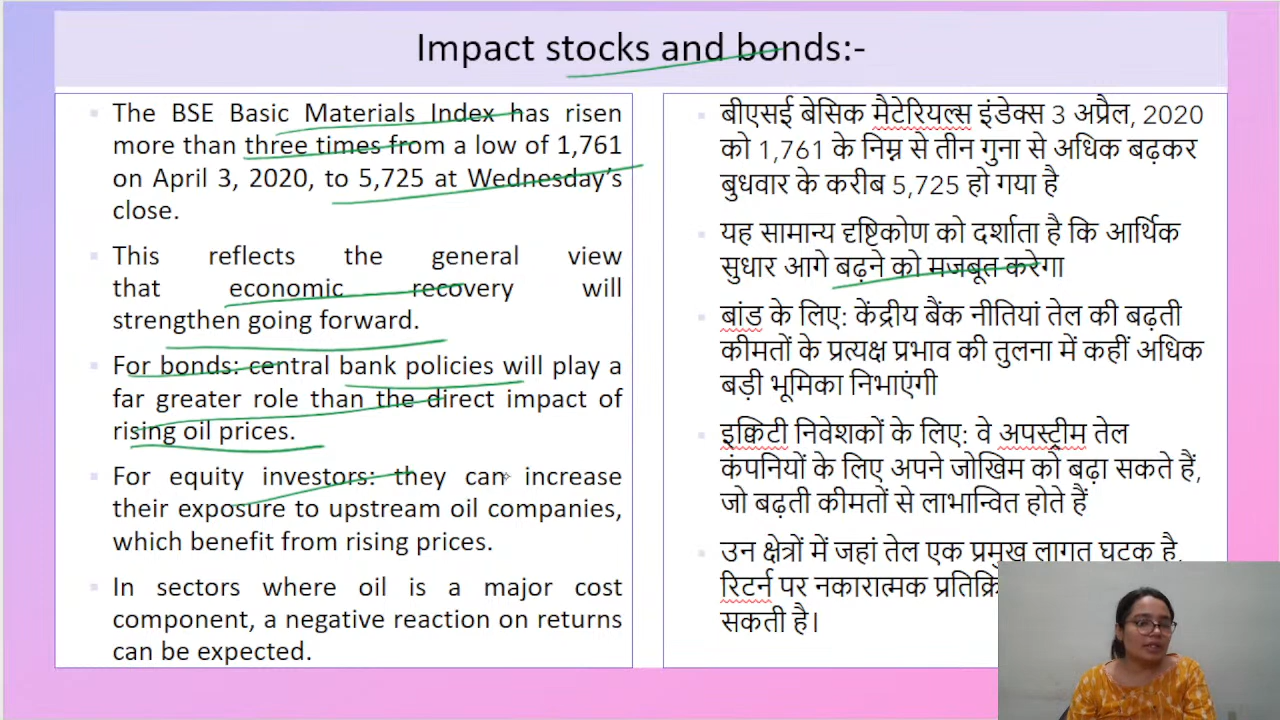 Impact stocks and bonds:-
The BSE Basic Materials Index has risen
more than three times from a low of 1,761
on April 3, 2020, to 5,725 at Wednesday’s
close.
This reflects the general view
that economic recovery will
strengthen going forward.
For bonds: central bank policies will play a
far greater role than the direct impact of
rising oil prices.
For equity investors: they can increase
their exposure to upstream oil companies,
which benefit from rising prices.
In sectors where oil is a major cost
component, a negative reaction on returns
can be expected.
बीएसई बेसिक मैटेरियल्स इंडेक्स 3 अप्रैल, 2020
को 1,761 के निम्न से तीन गुना से अधिक बढ़कर
बुधवार के करीब 5,725 हो गया है
यह सामान्य दृष्टिकोण को दर्शाता है कि आर्थिक
सुधार आगे बढ़ने को मजबूत करेगा
बांड के लिए: केंद्रीय बैंक नीतियां तेल की बढ़ती
कीमतों के प्रत्यक्ष प्रभाव की तुलना में कहीं अधिक
बड़ी भूमिका निभाएंगी
इक्विटी निवेशकों के लिए: वे अपस्ट्रीम तेल
कंपनियों के लिए अपने जोखिम को बढ़ा सकते हैं,
जो बढ़ती कीमतों से लाभान्वित होते हैं
उन क्षेत्रों में जहां तेल एक प्रमुख लागत घटक है,
रिटर्न पर नकारात्मक
सकती है।